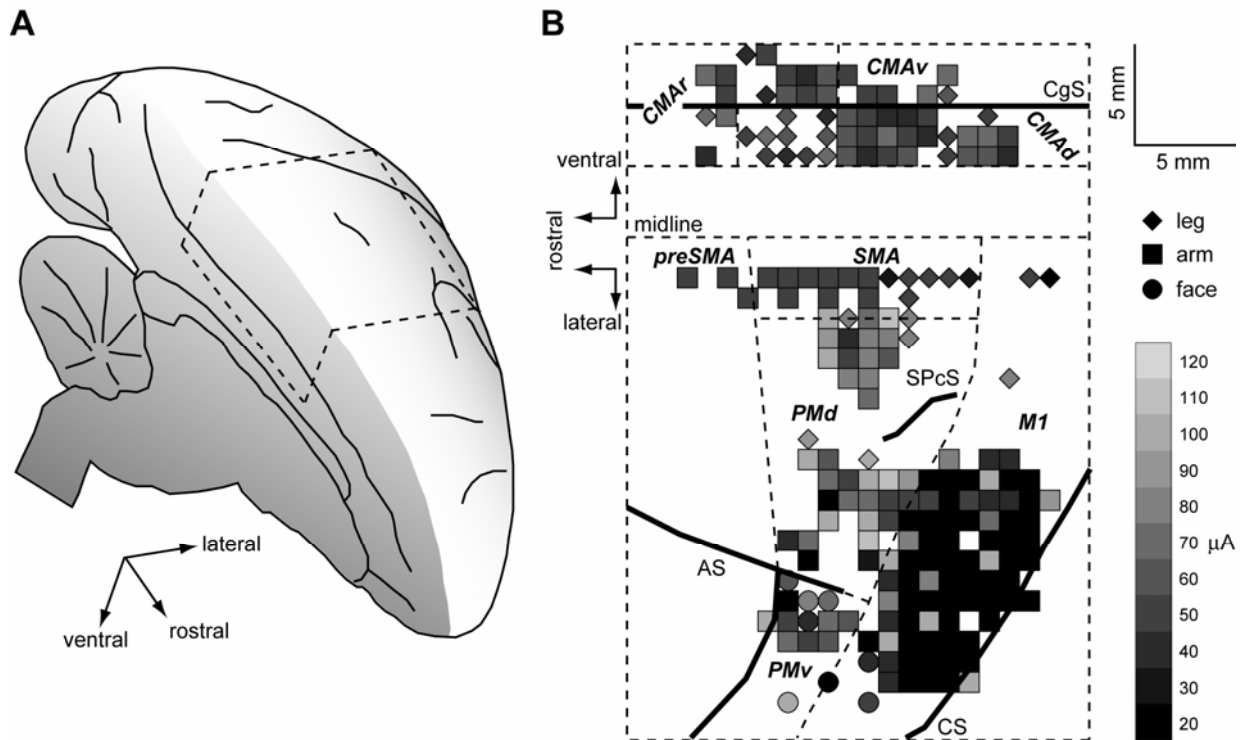 A
lateral
ventral
rostral
B
CMAr
CMAv
CgS
CMAd
ventral
rostral
midline
lateral
preSMA
SMA
SPcS
PMd
M1
AS
PMv
CS
5 mm
5 mm
leg
arm
face
120
110
100
90
80
70
60
50
40
30
20
µA